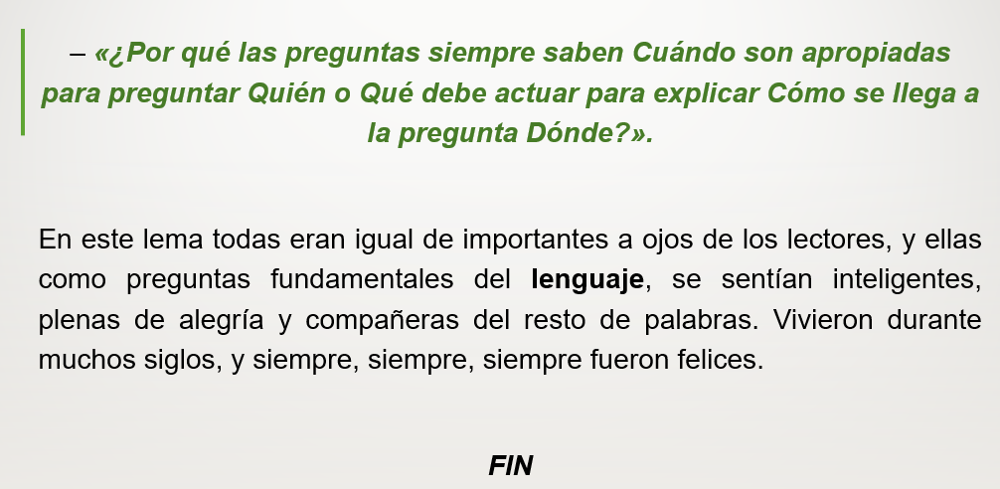 – «¿Por qué las preguntas siempre saben Cuándo son apropiadas
para preguntar Quién o Qué debe actuar para explicar Cómo se llega a
la pregunta Dónde?».
En este lema todas eran igual de importantes a ojos de los lectores, y ellas
como preguntas fundamentales del lenguaje, se sentían inteligentes,
plenas de alegría y compañeras del resto de palabras. Vivieron durante
muchos siglos, y siempre, siempre, siempre fueron felices.
FIN